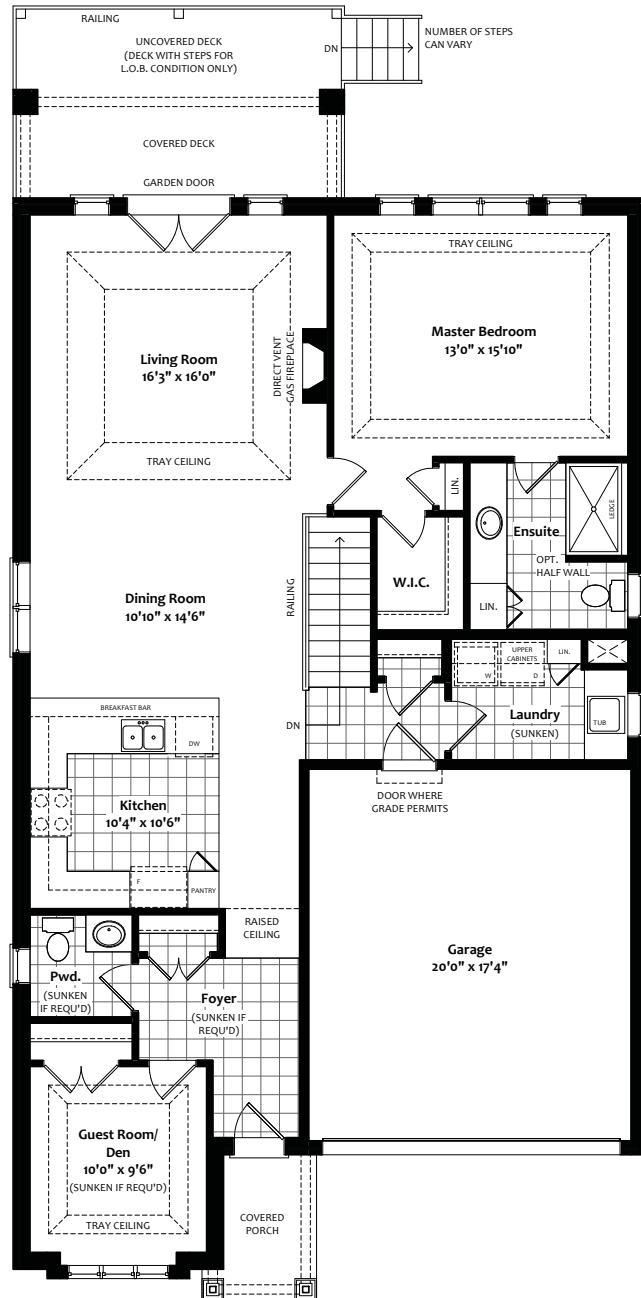 RAILING
UNCOVERED DECK
(DECK WITH STEPS FOR
L.O.B. CONDITION ONLY)
DN
NUMBER OF STEPS
CAN VARY
COVERED DECK
GARDEN DOOR
TRAY CEILING
Living Room
16'3" x 16'0"
TRAY CEILING
DIRECT VENT
GAS FIREPLACE
Master Bedroom
13'0" x 15'10"
LIN.
Ensuite
LEDGE
OPT.
HALF WALL
W.I.C.
LIN.
Dining Room
10'10" x 14'6"
RAILING
DN
UPPER
CABINETS
LIN.
W
D
Laundry
(SUNKEN)
TUB
BREAKFAST BAR
DW
Kitchen
10'4" x 10'6"
F
PANTRY
DOOR WHERE
GRADE PERMITS
RAISED
CEILING
Garage
20'0" x 17'4"
Pwd.
(SUNKEN
IF REQU'D)
Foyer
(SUNKEN IF
REQU'D)
Guest Room/
Den
10'0" x 9'6"
(SUNKEN IF REQU'D)
TRAY CEILING
COVERED
PORCH